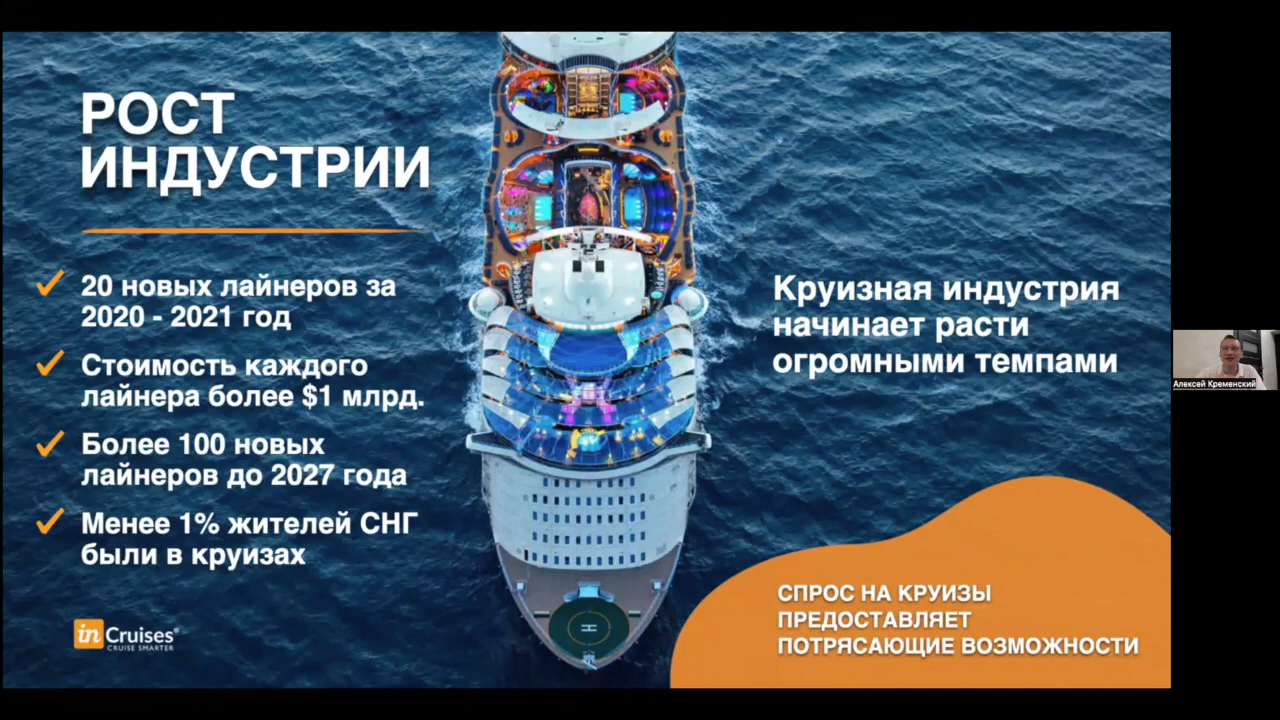 РОСТ
ИНДУСТРИИ
20 новых лайнеров за
2020 - 2021 год
Стоимость каждого
лайнера более $1 млрд.
Более 100 новых
лайнеров до 2027 года
Менее 1% жителей СНГ
были в круизах
inCruises®
CRUISE SMARTER
Круизная индустрия
начинает расти
огромными темпами
СПРОС НА КРУИЗЫ
ПРЕДОСТАВЛЯЕТ
ПОТРЯСАЮЩИЕ ВОЗМОЖНОСТИ
H
Алексей Кременский